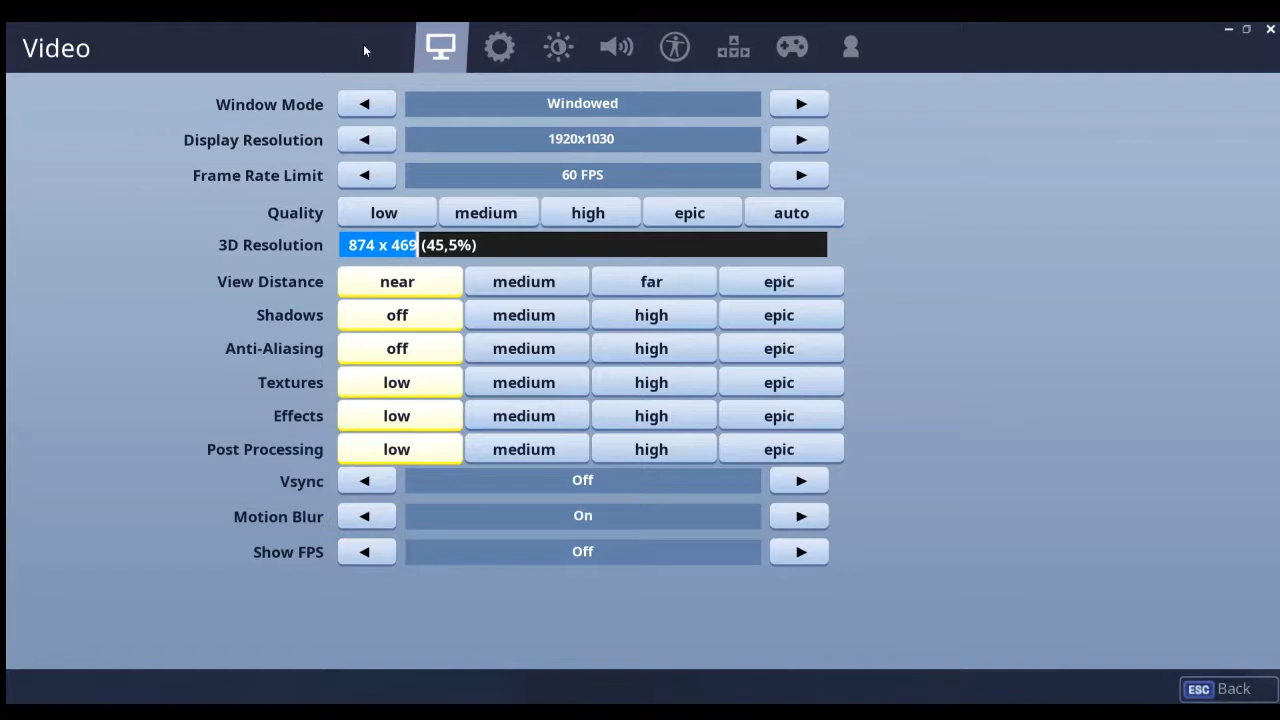 Video
Window Mode ◄ Windowed ►
Display Resolution ◄ 1920x1030 ►
Frame Rate Limit ◄ 60 FPS ►
Quality low medium high epic auto
3D Resolution 874 x 469 (45,5%)
View Distance near medium far epic
Shadows off medium high epic
Anti-Aliasing off medium high epic
Textures low medium high epic
Effects low medium high epic
Post Processing low medium high epic
Vsync ◄ Off ►
Motion Blur ◄ On ►
Show FPS ◄ Off ►
ESC Back